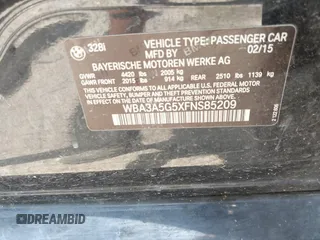 328i VEHICLE TYPE: PASSENGER CAR
MFD BY 02/15
BAYERISCHE MOTOREN WERKE AG
GVWR 4420 lbs 2005 kg
GAWR FRONT 2015 lbs 914 kg REAR 2510 lbs 1139 kg
WBA3A5G5XFNS85209
THIS VEHICLE CONFORMS TO ALL APPLICABLE U.S. FEDERAL MOTOR
VEHICLE SAFETY, BUMPER AND THEFT PREVENTION STANDARDS IN EFFECT
ON THE DATE OF MANUFACTURE SHOWN ABOVE.
DREAMBID